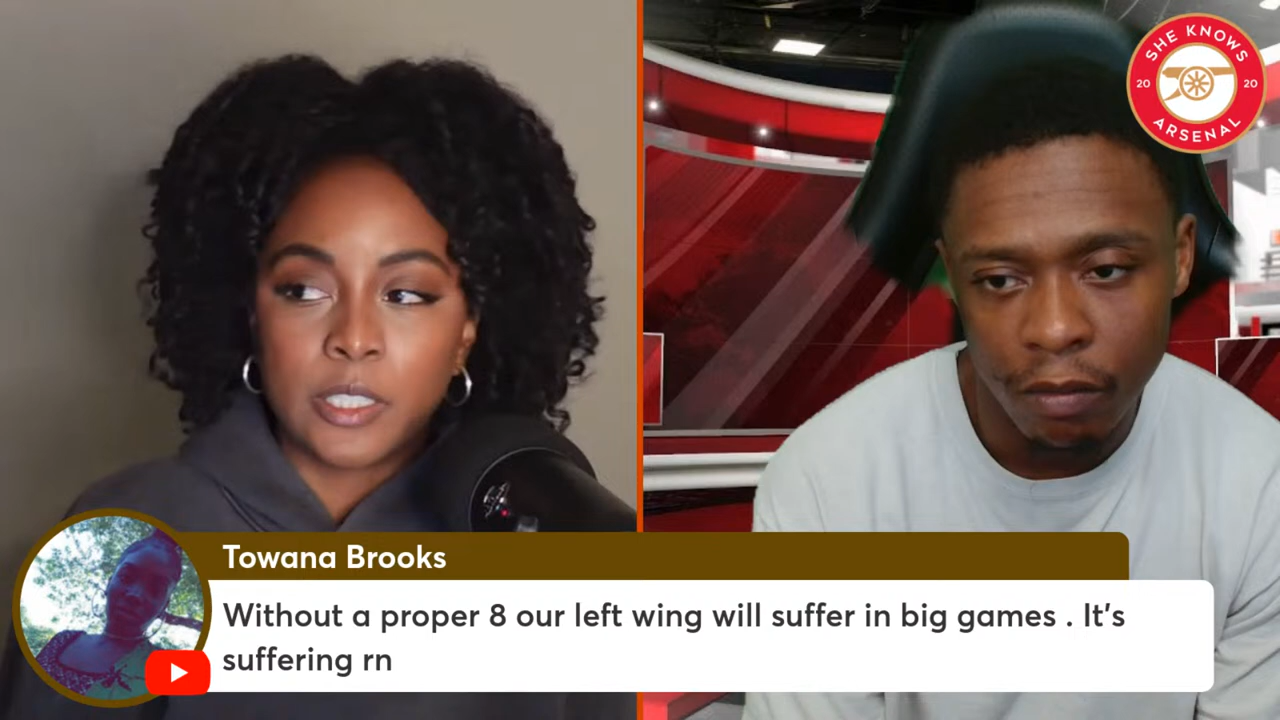 SHE KNOWS
20 20
ARSENAL
Towana Brooks
Without a proper 8 our left wing will suffer in big games . It's
suffering rn